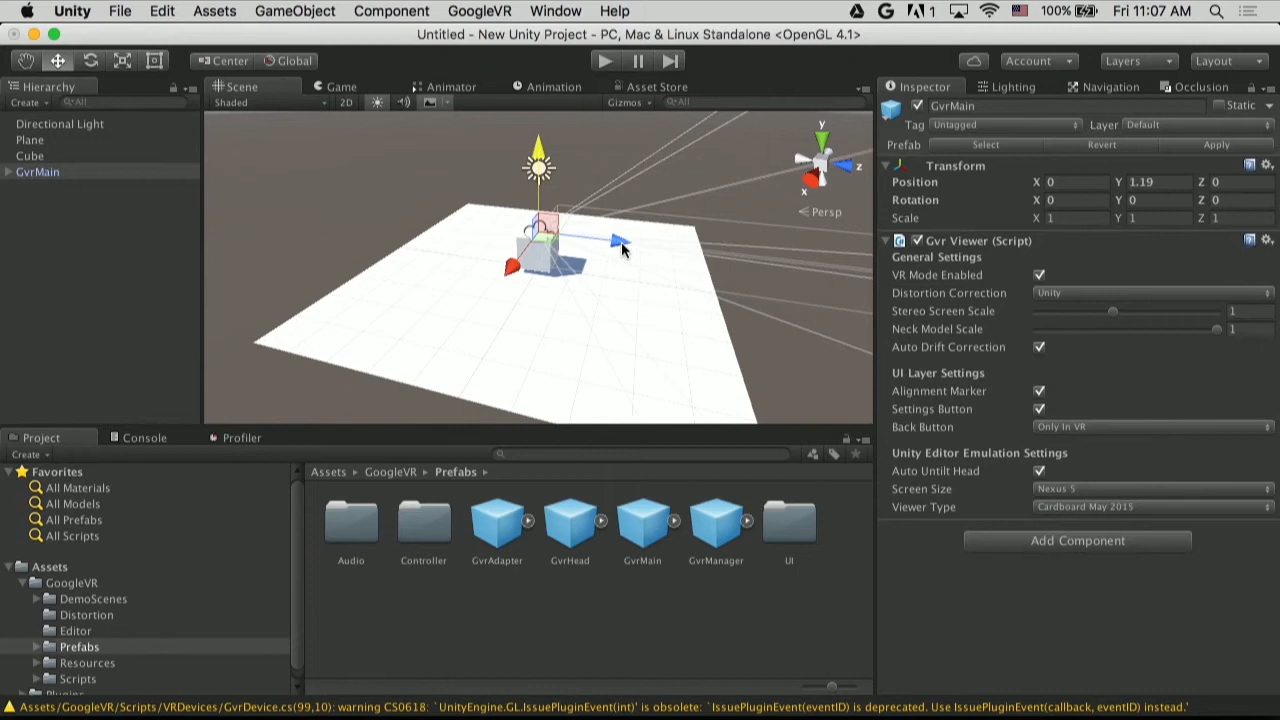 Unity File Edit Assets GameObject Component GoogleVR Window Help 1 100% Fri 11:07 AM
Untitled - New Unity Project - PC, Mac & Linux Standalone <OpenGL 4.1>
Center Global Account Layers Layout
Hierarchy Scene Game Animator Animation Asset Store Inspector Lighting Navigation Occlusion
Create All Shaded 2D Gizmos All
GvrMain Static
Tag Untagged Layer Default
Prefab Select Revert Apply
Directional Light
Plane
Cube
GvrMain
y
z
x
Persp
Transform
Position X 0 Y 1.19 Z 0
Rotation X 0 Y 0 Z 0
Scale X 1 Y 1 Z 1
Gvr Viewer (Script)
General Settings
VR Mode Enabled
Distortion Correction Unity
Stereo Screen Scale 1
Neck Model Scale 1
Auto Drift Correction
UI Layer Settings
Alignment Marker
Settings Button
Back Button Only In VR
Unity Editor Emulation Settings
Auto Untilt Head
Screen Size Nexus 5
Viewer Type Cardboard May 2015
Add Component
Project Console Profiler
Create
Favorites
All Materials
All Models
All Prefabs
All Scripts
Assets
GoogleVR
DemoScenes
Distortion
Editor
Prefabs
Resources
Scripts
Plugins
Assets GoogleVR Prefabs
Audio Controller GvrAdapter GvrHead GvrMain GvrManager UI
Assets/GoogleVR/Scripts/VRDevices/GvrDevice.cs(99,10): warning CS0618: `UnityEngine.GL.IssuePluginEvent(int)' is obsolete: `IssuePluginEvent(eventID) is deprecated. Use IssuePluginEvent(callback, eventID) instead.'